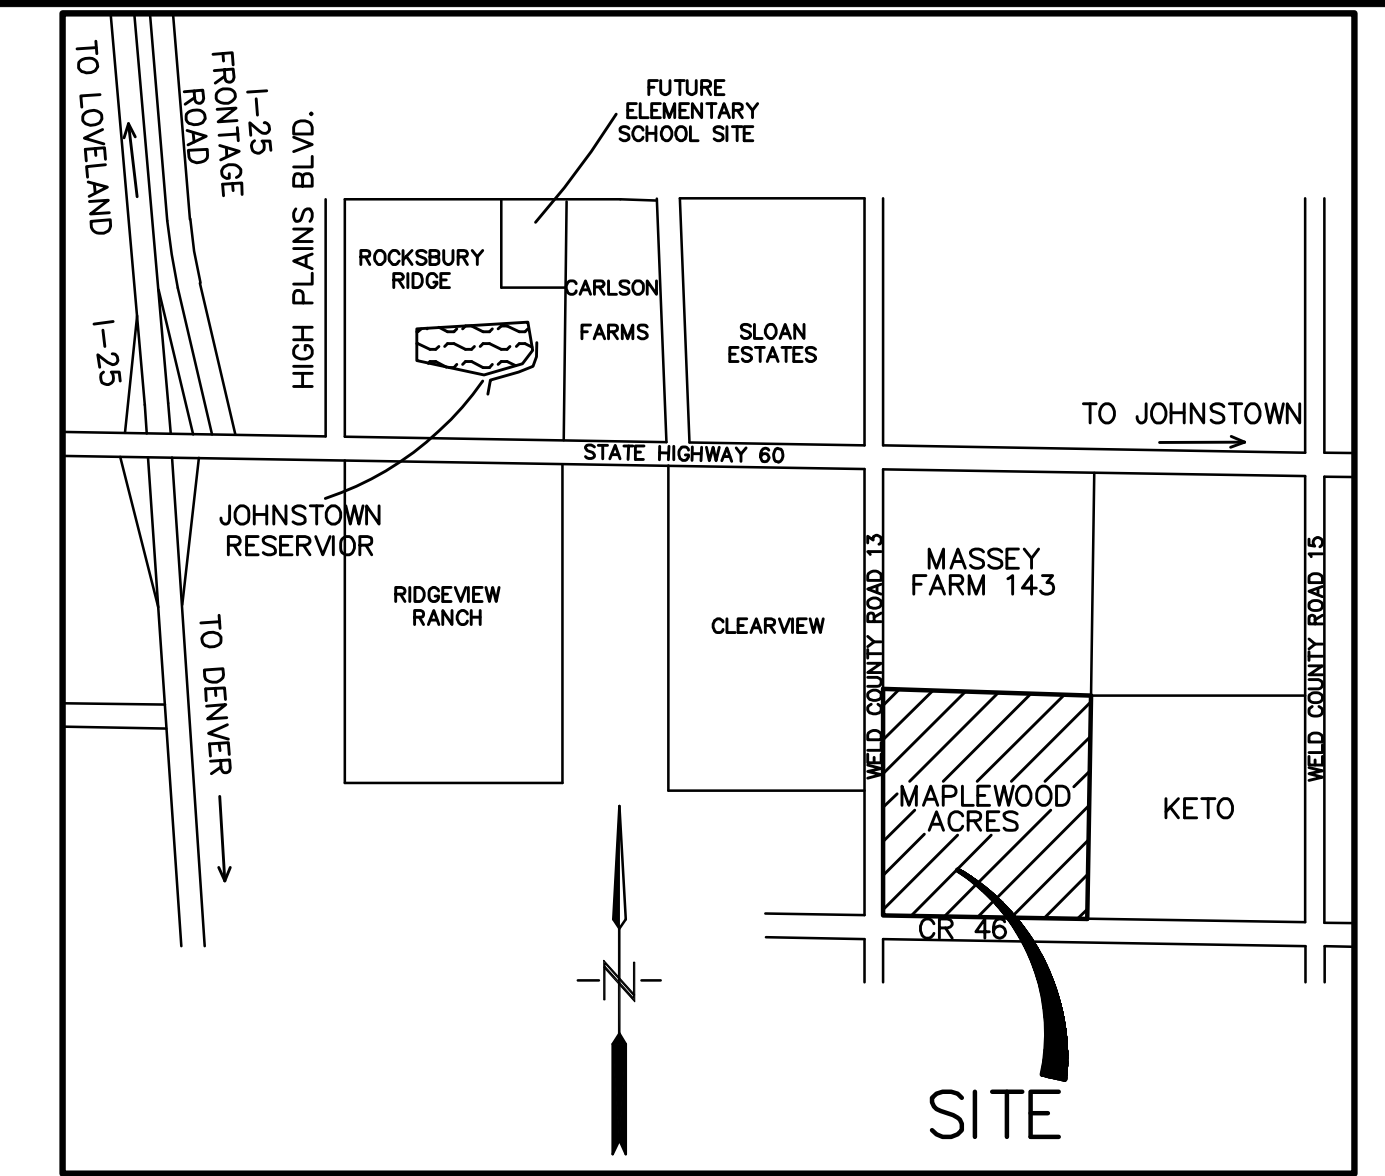 TO LOVELAND
I-25
FRONTAGE
ROAD
HIGH PLAINS BLVD.
I-25
FUTURE
ELEMENTARY
SCHOOL SITE
ROCKSBURY
RIDGE
CARLSON
FARMS
SLOAN
ESTATES
TO JOHNSTOWN
STATE HIGHWAY 60
JOHNSTOWN
RESERVIOR
RIDGEVIEW
RANCH
CLEARVIEW
WELD COUNTY ROAD 13
MASSEY
FARM 143
WELD COUNTY ROAD 15
TO DENVER
MAPLEWOOD
ACRES
KETO
CR 46
N
SITE